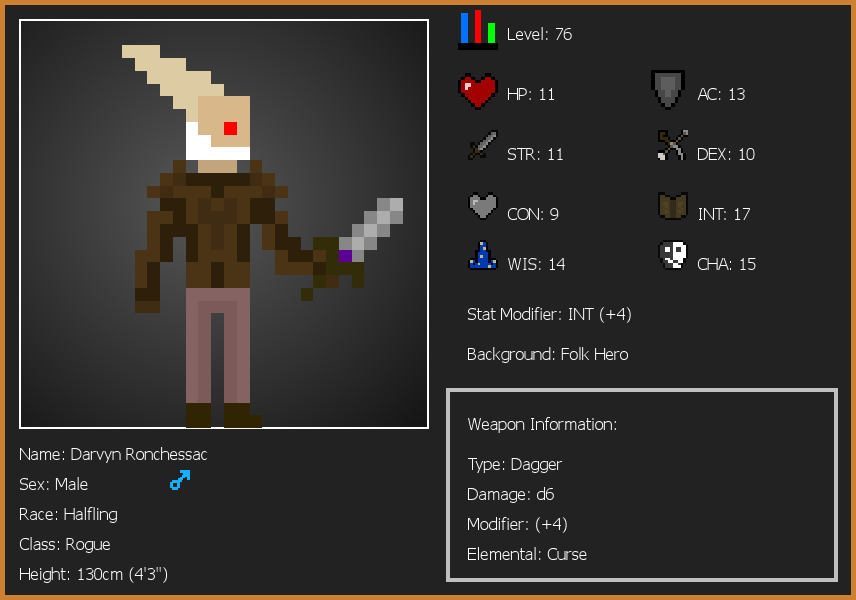 Level: 76
HP: 11
AC: 13
STR: 11
DEX: 10
CON: 9
INT: 17
WIS: 14
CHA: 15
Stat Modifier: INT (+4)
Background: Folk Hero
Weapon Information:
Type: Dagger
Damage: d6
Modifier: (+4)
Elemental: Curse
Name: Darvyn Ronchessac
Sex: Male
Race: Halfling
Class: Rogue
Height: 130cm (4'3")